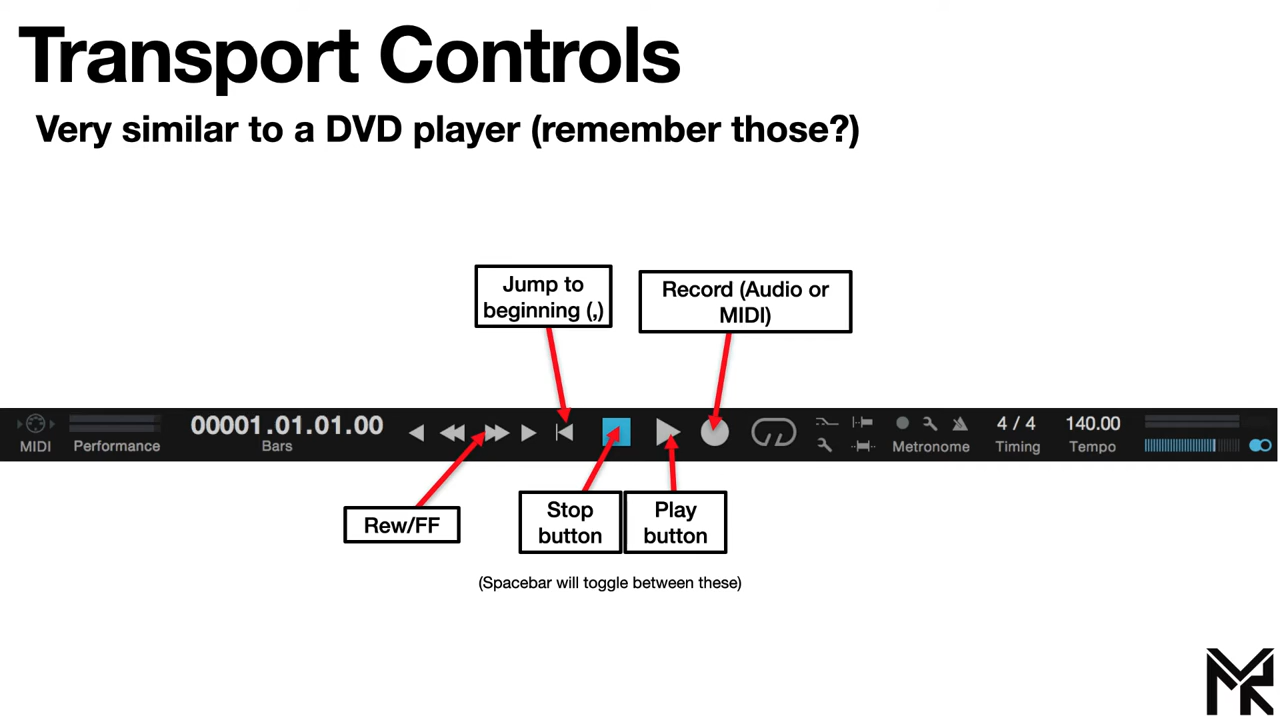 Transport Controls
Very similar to a DVD player (remember those?)
Jump to
beginning (,)
Record (Audio or
MIDI)
00001.01.01.00
4 / 4
140.00
MIDI
Performance
Bars
Metronome
Timing
Tempo
Rew/FF
Stop
button
Play
button
(Spacebar will toggle between these)